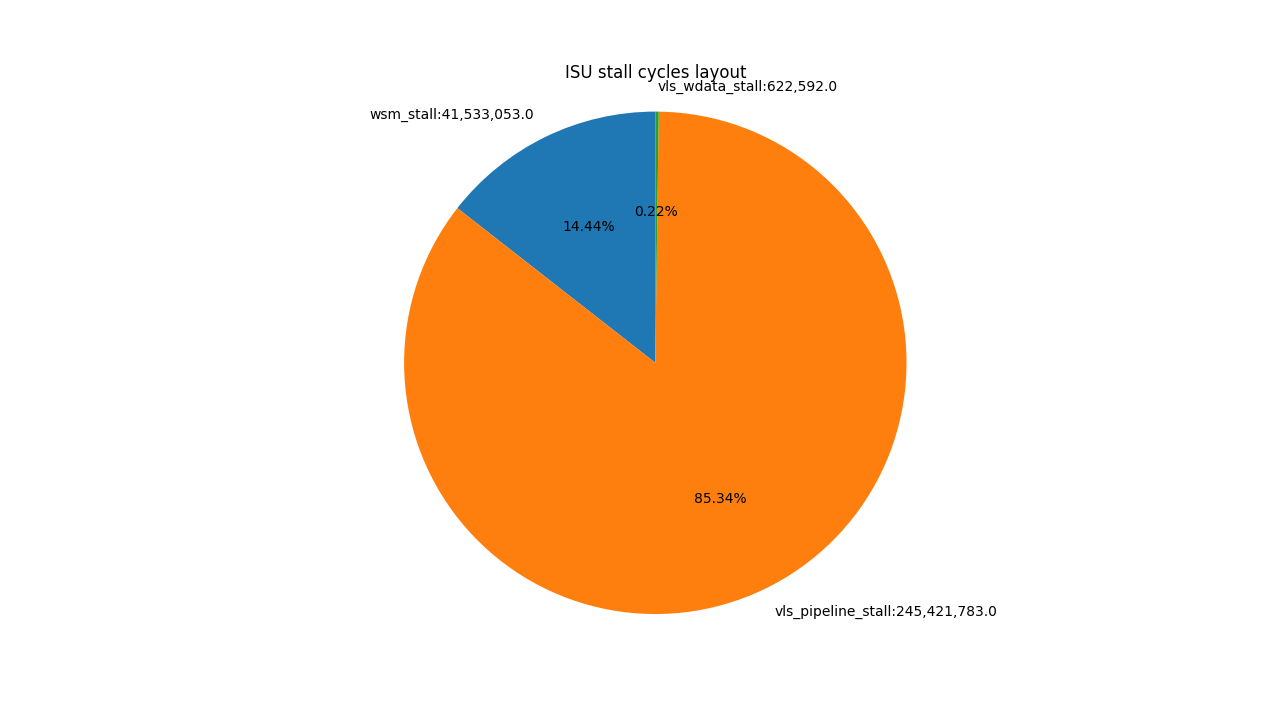 ISU stall cycles layout
vls_wdata_stall:622,592.0
wsm_stall:41,533,053.0
0.22%
14.44%
85.34%
vls_pipeline_stall:245,421,783.0